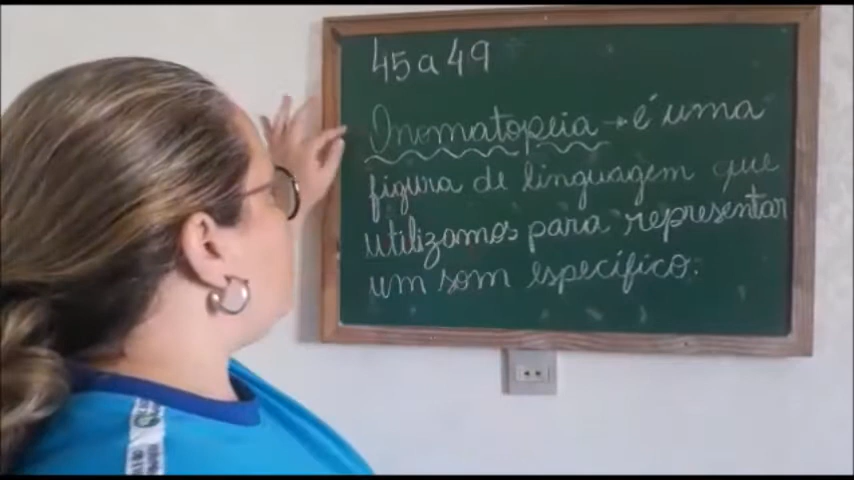 45 a 49
Onomatopeia → é uma
figura de linguagem que
utilizamos para representar
um som específico.